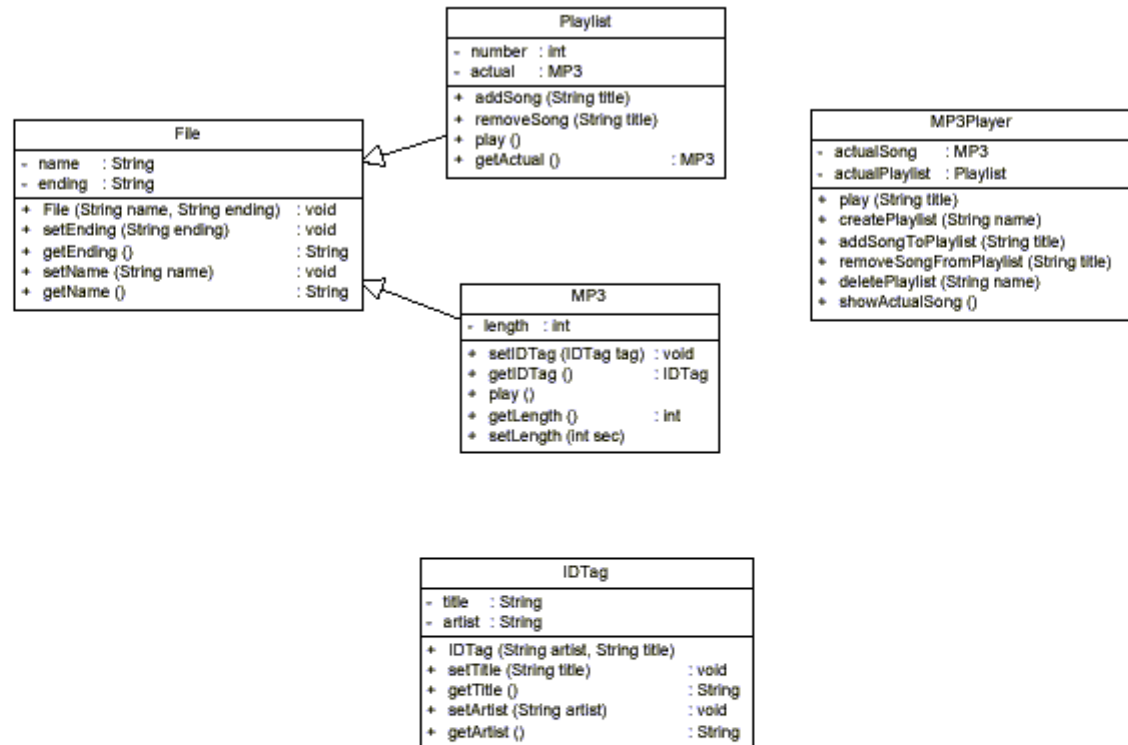 Playlist
- number : int
- actual : MP3
+ addSong (String title)
+ removeSong (String title)
+ play ()
+ getActual () : MP3
File
- name : String
- ending : String
+ File (String name, String ending) : void
+ setEnding (String ending) : void
+ getEnding () : String
+ setName (String name) : void
+ getName () : String
MP3Player
- actualSong : MP3
- actualPlaylist : Playlist
+ play (String title)
+ createPlaylist (String name)
+ addSongToPlaylist (String title)
+ removeSongFromPlaylist (String title)
+ deletePlaylist (String name)
+ showActualSong ()
MP3
- length : int
+ setIDTag (IDTag tag) : void
+ getIDTag () : IDTag
+ play ()
+ getLength () : int
+ setLength (int sec)
IDTag
- title : String
- artist : String
+ IDTag (String artist, String title)
+ setTitle (String title) : void
+ getTitle () : String
+ setArtist (String artist) : void
+ getArtist () : String